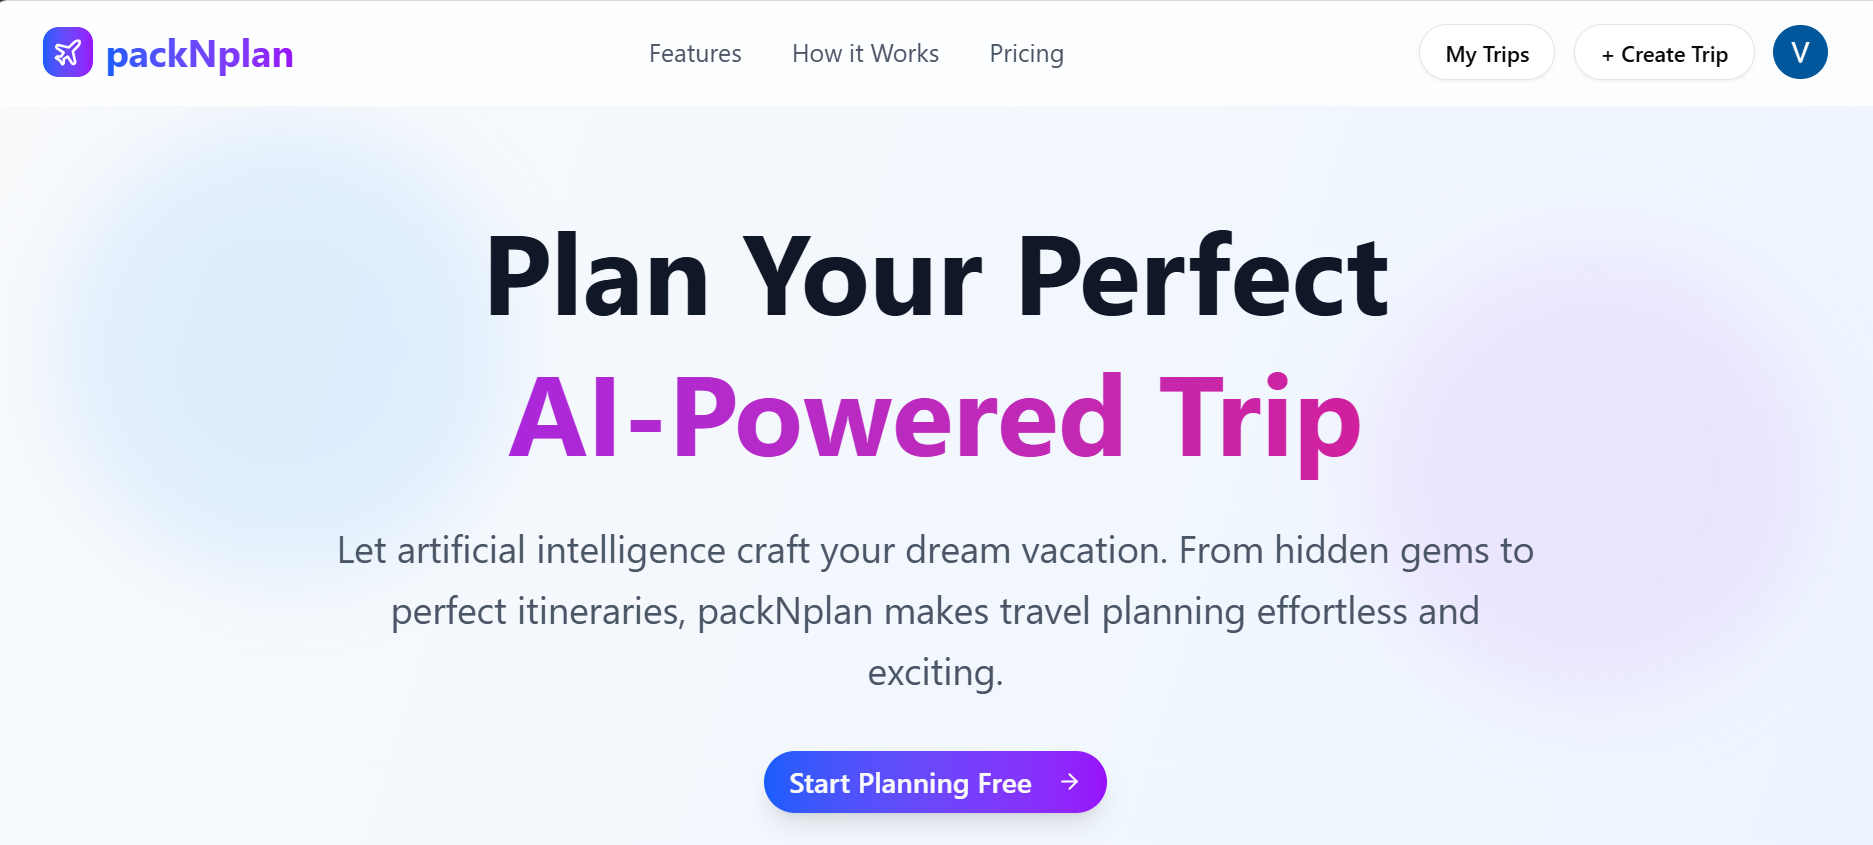 packNplan
Features
How it Works
Pricing
My Trips
+ Create Trip
V
Plan Your Perfect
AI-Powered Trip
Let artificial intelligence craft your dream vacation. From hidden gems to
perfect itineraries, packNplan makes travel planning effortless and
exciting.
Start Planning Free